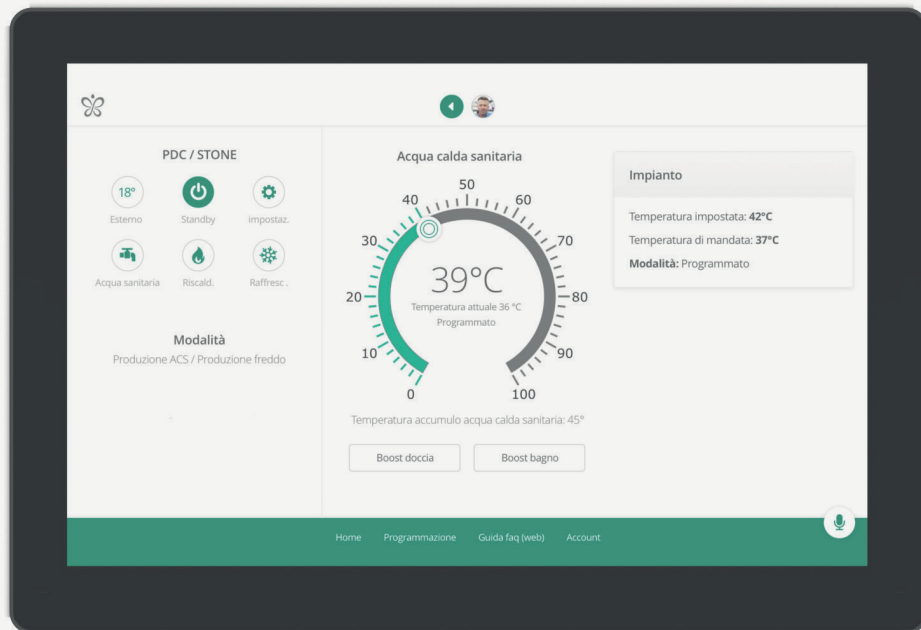 PDC / STONE
18°
Esterno
Standby
impostaz.
Acqua sanitaria
Riscald.
Raffresc .
Modalità
Produzione ACS / Produzione freddo
Acqua calda sanitaria
0
10
20
30
40
50
60
70
80
90
100
39°C
Temperatura attuale 36 °C
Programmato
Temperatura accumulo acqua calda sanitaria: 45°
Boost doccia
Boost bagno
Impianto
Temperatura impostata: 42°C
Temperatura di mandata: 37°C
Modalità: Programmato
Home Programmazione Guida faq (web) Account